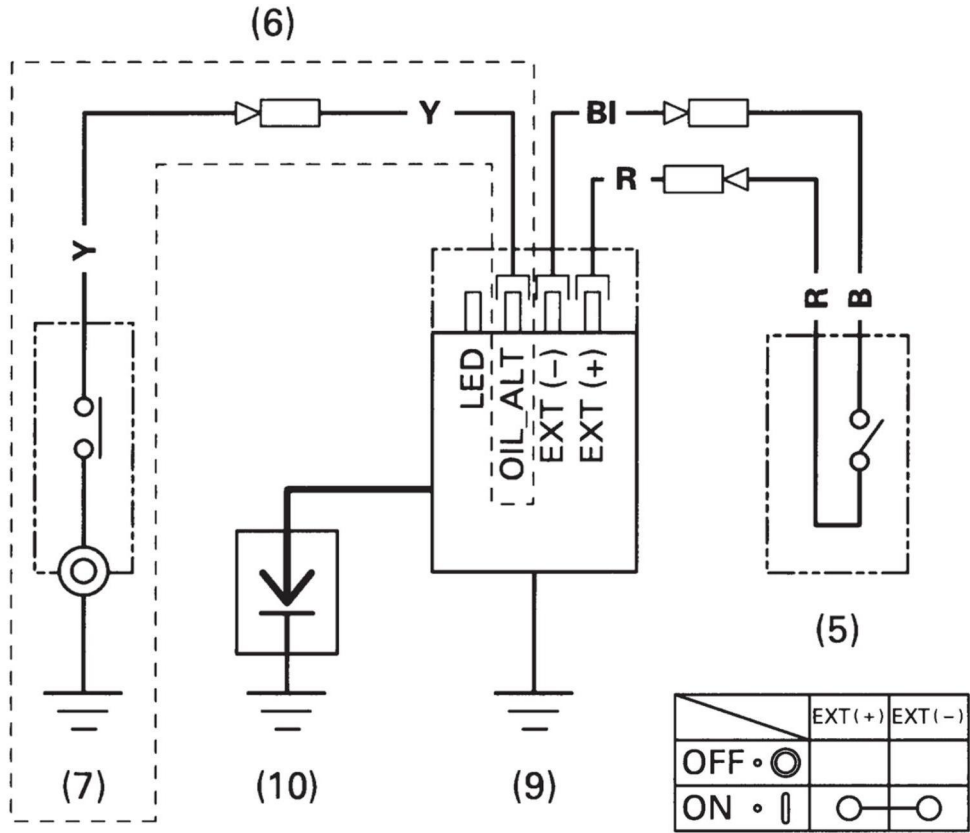 (6)
Y
Bl
R
Y
R
B
LED
OIL_ALT
EXT (−)
EXT (+)
(5)
(7)
(10)
(9)
EXT(+) EXT(−)
OFF
ON